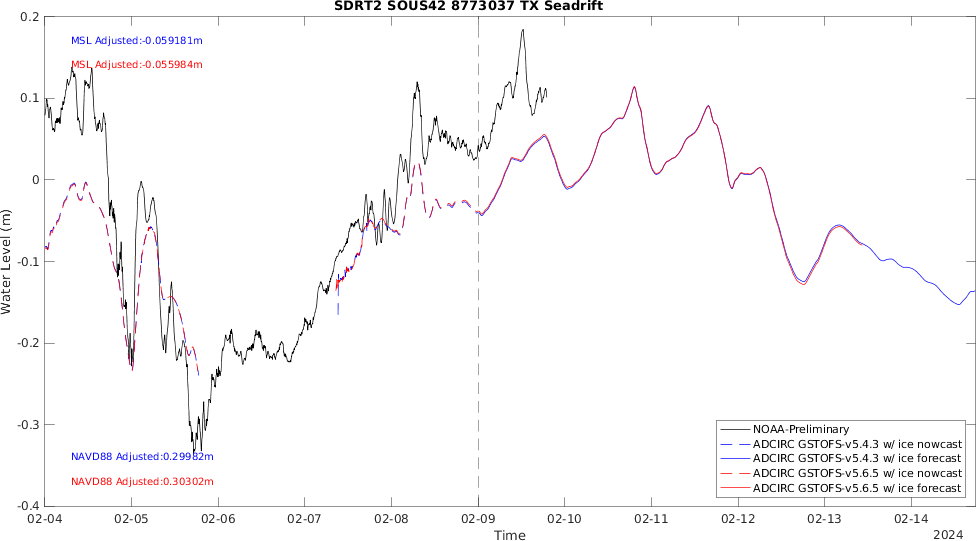 SDRT2 SOUS42 8773037 TX Seadrift
0.2
MSL Adjusted:-0.059181m
MSL Adjusted:-0.055984m
0.1
0
-0.1
-0.2
-0.3
-0.4
Water Level (m)
NAVD88 Adjusted:0.29982m
NAVD88 Adjusted:0.30302m
NOAA-Preliminary
ADCIRC GSTOFS-v5.4.3 w/ ice nowcast
ADCIRC GSTOFS-v5.4.3 w/ ice forecast
ADCIRC GSTOFS-v5.6.5 w/ ice nowcast
ADCIRC GSTOFS-v5.6.5 w/ ice forecast
02-04 02-05 02-06 02-07 02-08 02-09 02-10 02-11 02-12 02-13 02-14
Time
2024